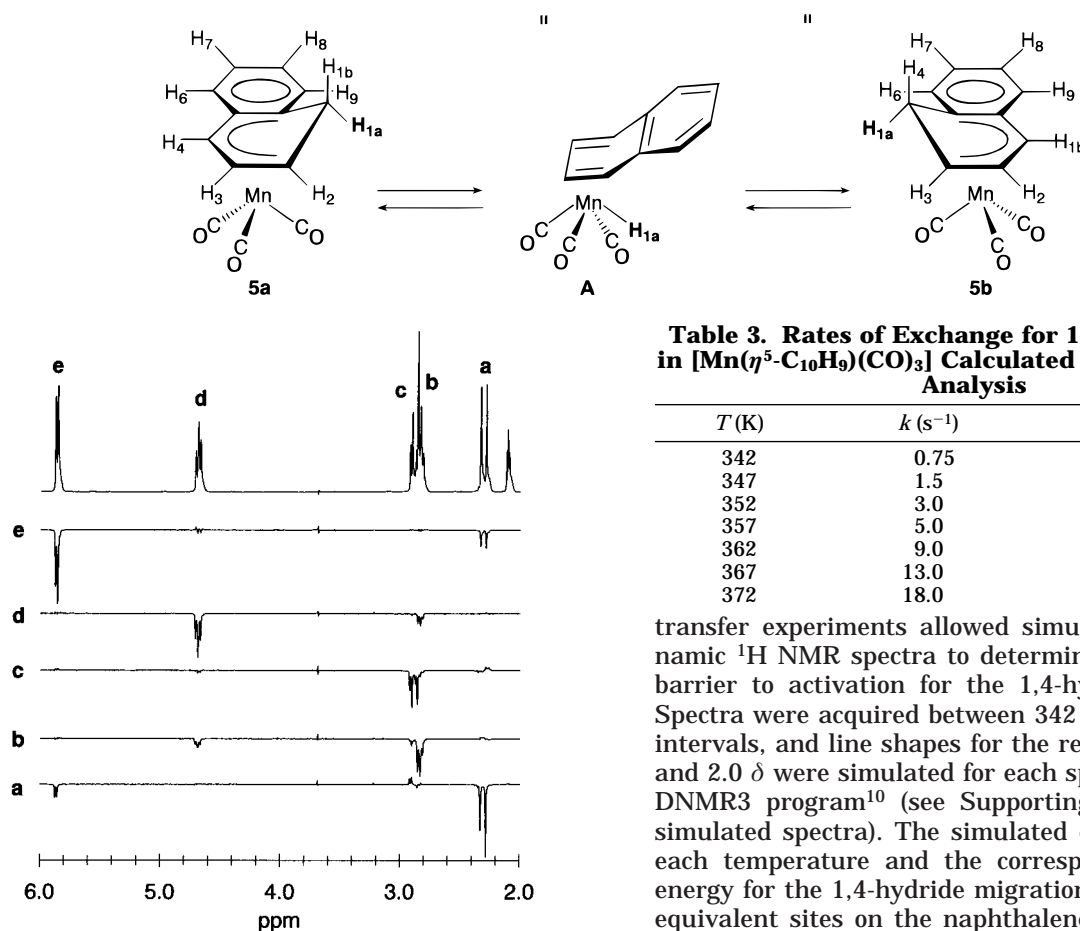 " "
H7 H8 H1b H6 H9 H1a H4 H3 H2 Mn CO C O CO
5a
Mn H1a CO C O C O
A
H7 H4 H8 H6 H9 H1a H1b H3 H2 Mn CO C O CO
5b
e d c b a
e
d
c
b
a
6.0 5.0 4.0 3.0 2.0
ppm
Table 3. Rates of Exchange for 1
in [Mn(η⁵-C₁₀H₉)(CO)₃] Calculated
Analysis
T (K) k (s⁻¹)
342 0.75
347 1.5
352 3.0
357 5.0
362 9.0
367 13.0
372 18.0
transfer experiments allowed simu
namic ¹H NMR spectra to determin
barrier to activation for the 1,4-hy
Spectra were acquired between 342
intervals, and line shapes for the re
and 2.0 δ were simulated for each sp
DNMR3 program¹⁰ (see Supporting
simulated spectra). The simulated
each temperature and the corresp
energy for the 1,4-hydride migration
equivalent sites on the naphthalen